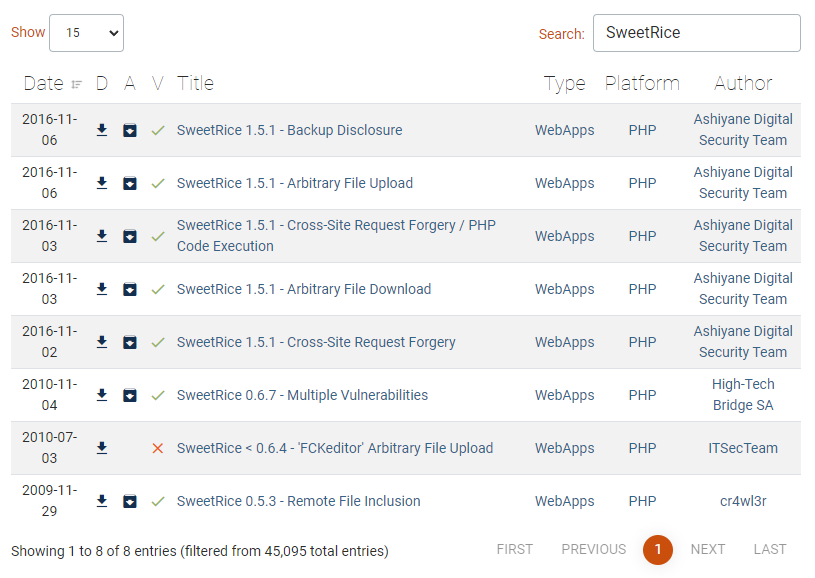 Show 15 Search: SweetRice
Date D A V Title Type Platform Author
2016-11-06 SweetRice 1.5.1 - Backup Disclosure WebApps PHP Ashiyane Digital Security Team
2016-11-06 SweetRice 1.5.1 - Arbitrary File Upload WebApps PHP Ashiyane Digital Security Team
2016-11-03 SweetRice 1.5.1 - Cross-Site Request Forgery / PHP Code Execution WebApps PHP Ashiyane Digital Security Team
2016-11-03 SweetRice 1.5.1 - Arbitrary File Download WebApps PHP Ashiyane Digital Security Team
2016-11-02 SweetRice 1.5.1 - Cross-Site Request Forgery WebApps PHP Ashiyane Digital Security Team
2010-11-04 SweetRice 0.6.7 - Multiple Vulnerabilities WebApps PHP High-Tech Bridge SA
2010-07-03 SweetRice < 0.6.4 - 'FCKeditor' Arbitrary File Upload WebApps PHP ITSecTeam
2009-11-29 SweetRice 0.5.3 - Remote File Inclusion WebApps PHP cr4wl3r
Showing 1 to 8 of 8 entries (filtered from 45,095 total entries) FIRST PREVIOUS 1 NEXT LAST